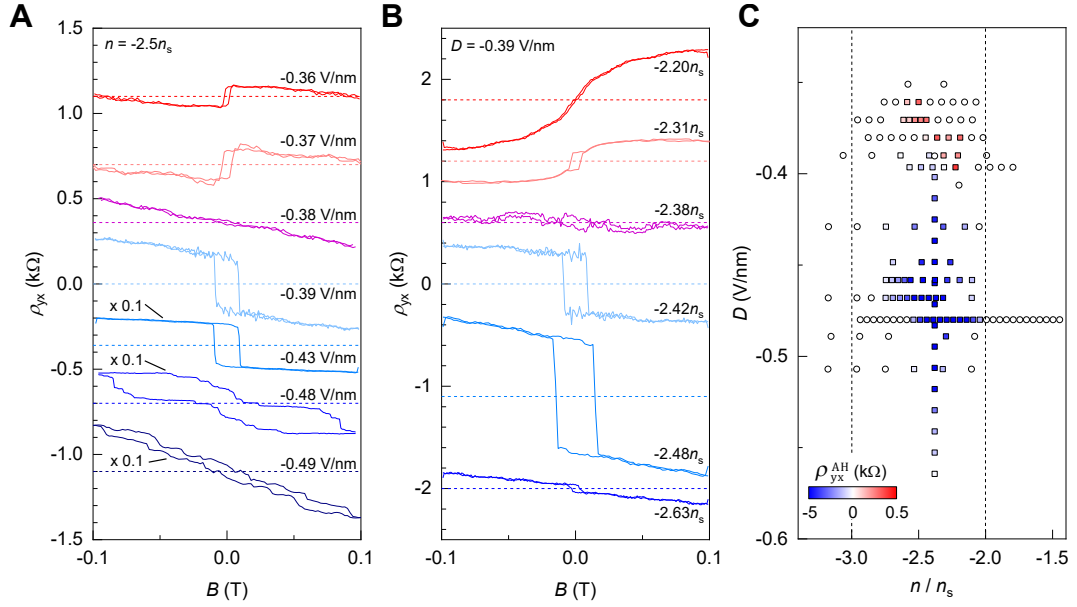 A
n = -2.5nₛ
-0.36 V/nm
-0.37
-0.38
-0.39 V/nm
x 0.1
-0.43
x 0.1
-0.48 V/nm
x 0.1
-0.49 V/nm
1.5
1.0
0.5
0.0
-0.5
-1.0
-1.5
ρyx (kΩ)
-0.1
0.0
0.1
B (T)
B
D = -0.39 V/nm
-2.20nₛ
-2.31nₛ
-2.38nₛ
-2.42nₛ
-2.48nₛ
-2.63nₛ
2
1
0
-1
-2
ρyx (kΩ)
-0.1
0.0
0.1
B (T)
C
-0.4
-0.5
-0.6
D (V/nm)
ρyxᴬᴴ (kΩ)
-5
0
0.5
-3.0
-2.5
-2.0
-1.5
n / nₛ